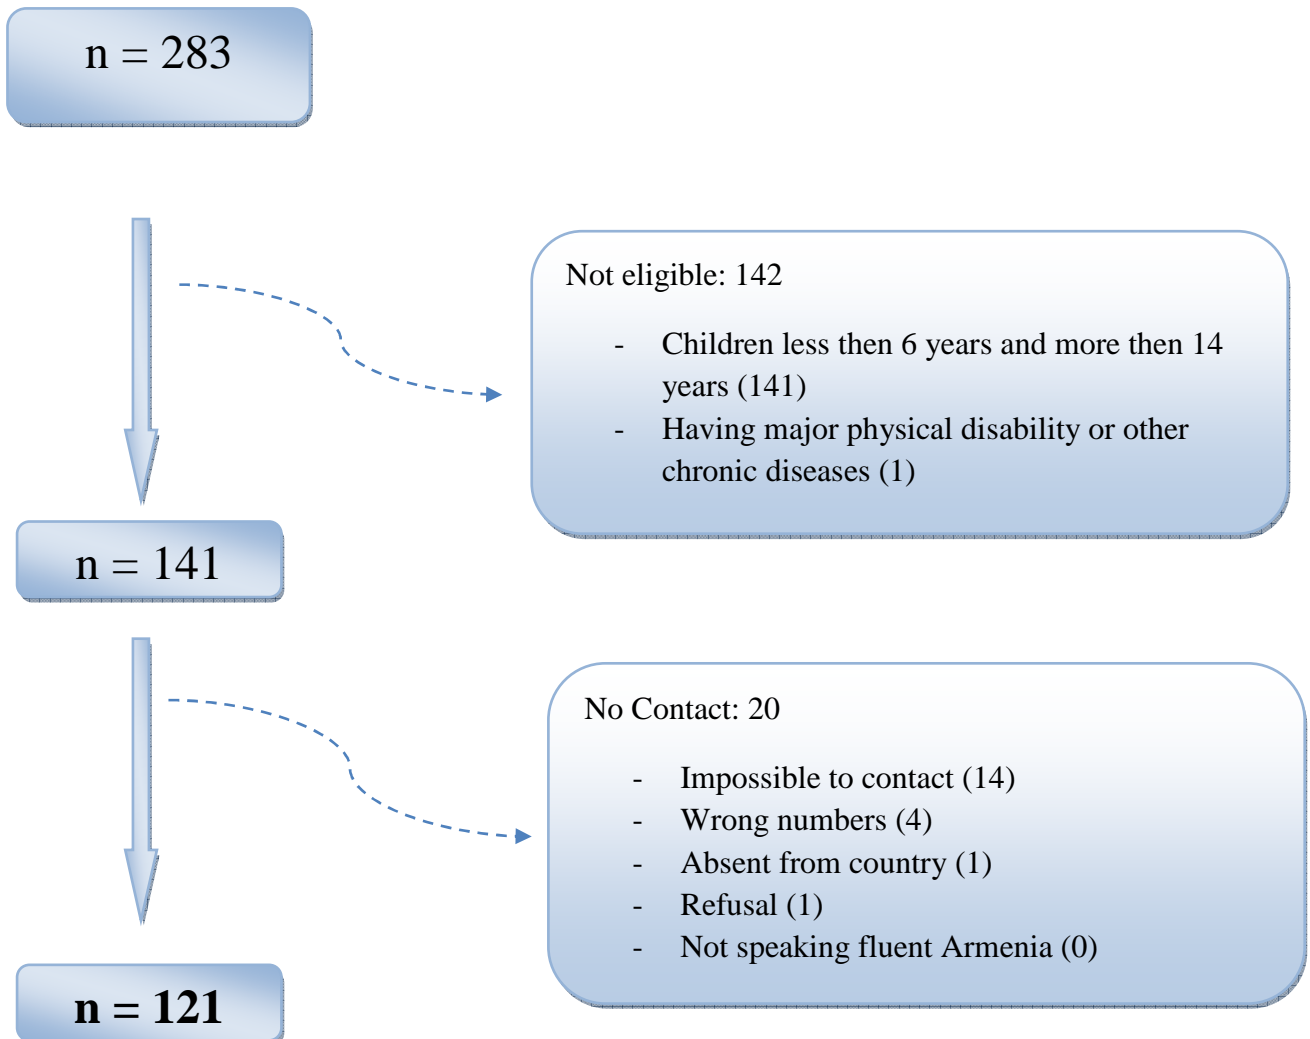 n = 283
Not eligible: 142
- Children less then 6 years and more then 14
years (141)
- Having major physical disability or other
chronic diseases (1)
n = 141
No Contact: 20
- Impossible to contact (14)
- Wrong numbers (4)
- Absent from country (1)
- Refusal (1)
- Not speaking fluent Armenia (0)
n = 121